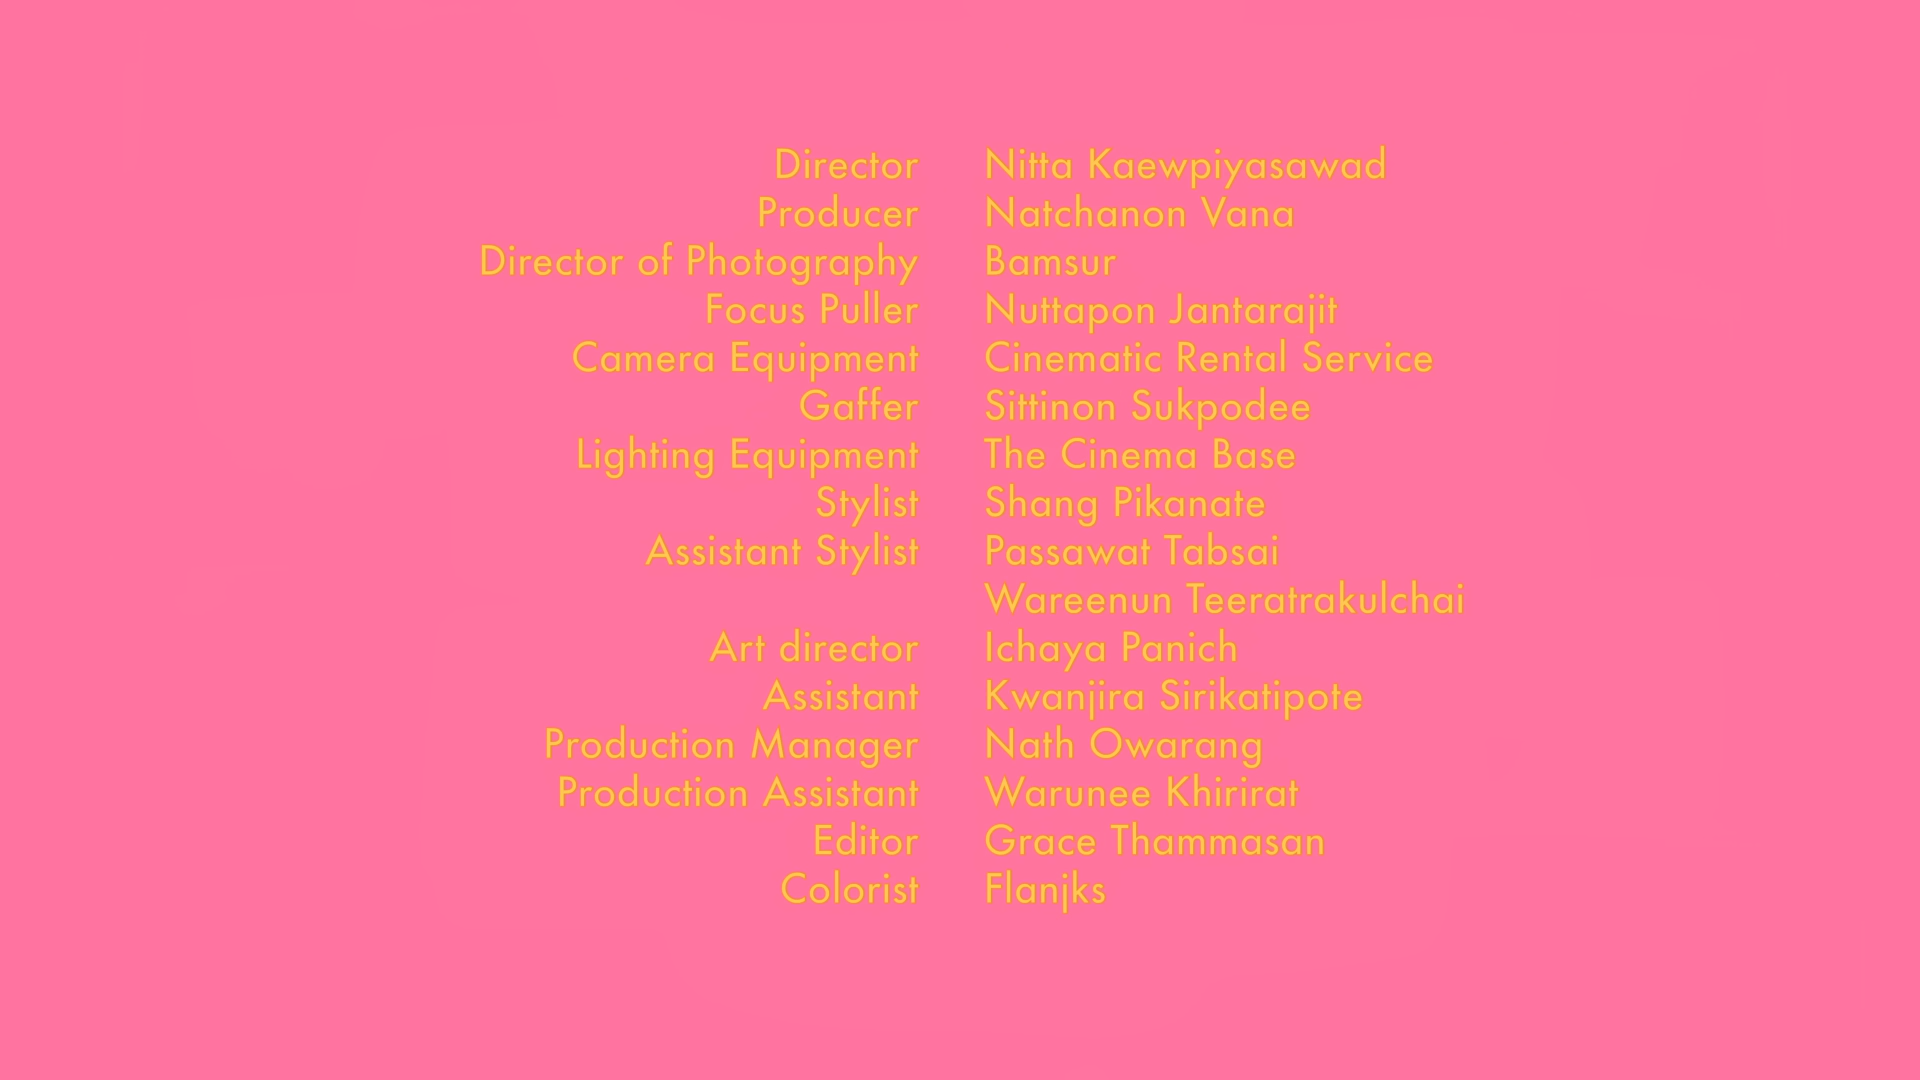 Director Nitta Kaewpiyasawad
Producer Natchanon Vana
Director of Photography Bamsur
Focus Puller Nuttapon Jantarajit
Camera Equipment Cinematic Rental Service
Gaffer Sittinon Sukpodee
Lighting Equipment The Cinema Base
Stylist Shang Pikanate
Assistant Stylist Passawat Tabsai
Wareenun Teeratrakulchai
Art director Ichaya Panich
Assistant Kwanjira Sirikatipote
Production Manager Nath Owarang
Production Assistant Warunee Khirirat
Editor Grace Thammasan
Colorist Flanjks